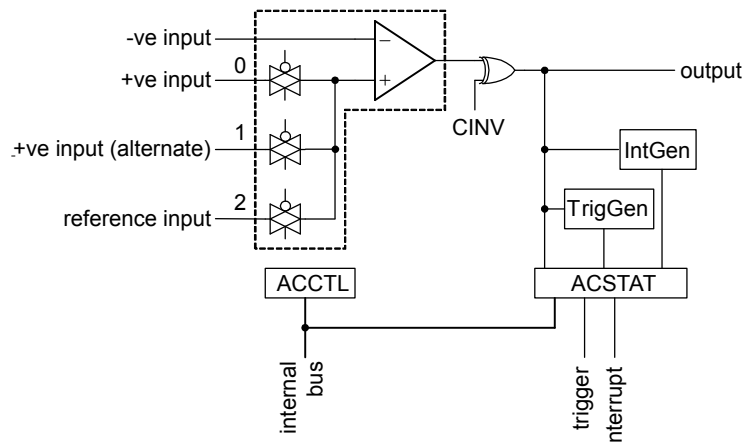 -ve input
+ve input
0
+ve input (alternate)
1
reference input
2
−
+
CINV
output
IntGen
TrigGen
ACCTL
ACSTAT
internal
bus
trigger
nterrupt